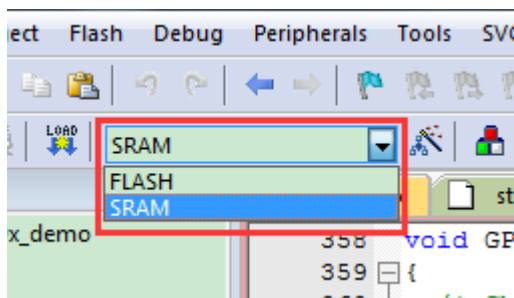 ect Flash Debug Peripherals Tools SVC
LOAD SRAM
FLASH
SRAM
x_demo
st
358 void GP
359 {